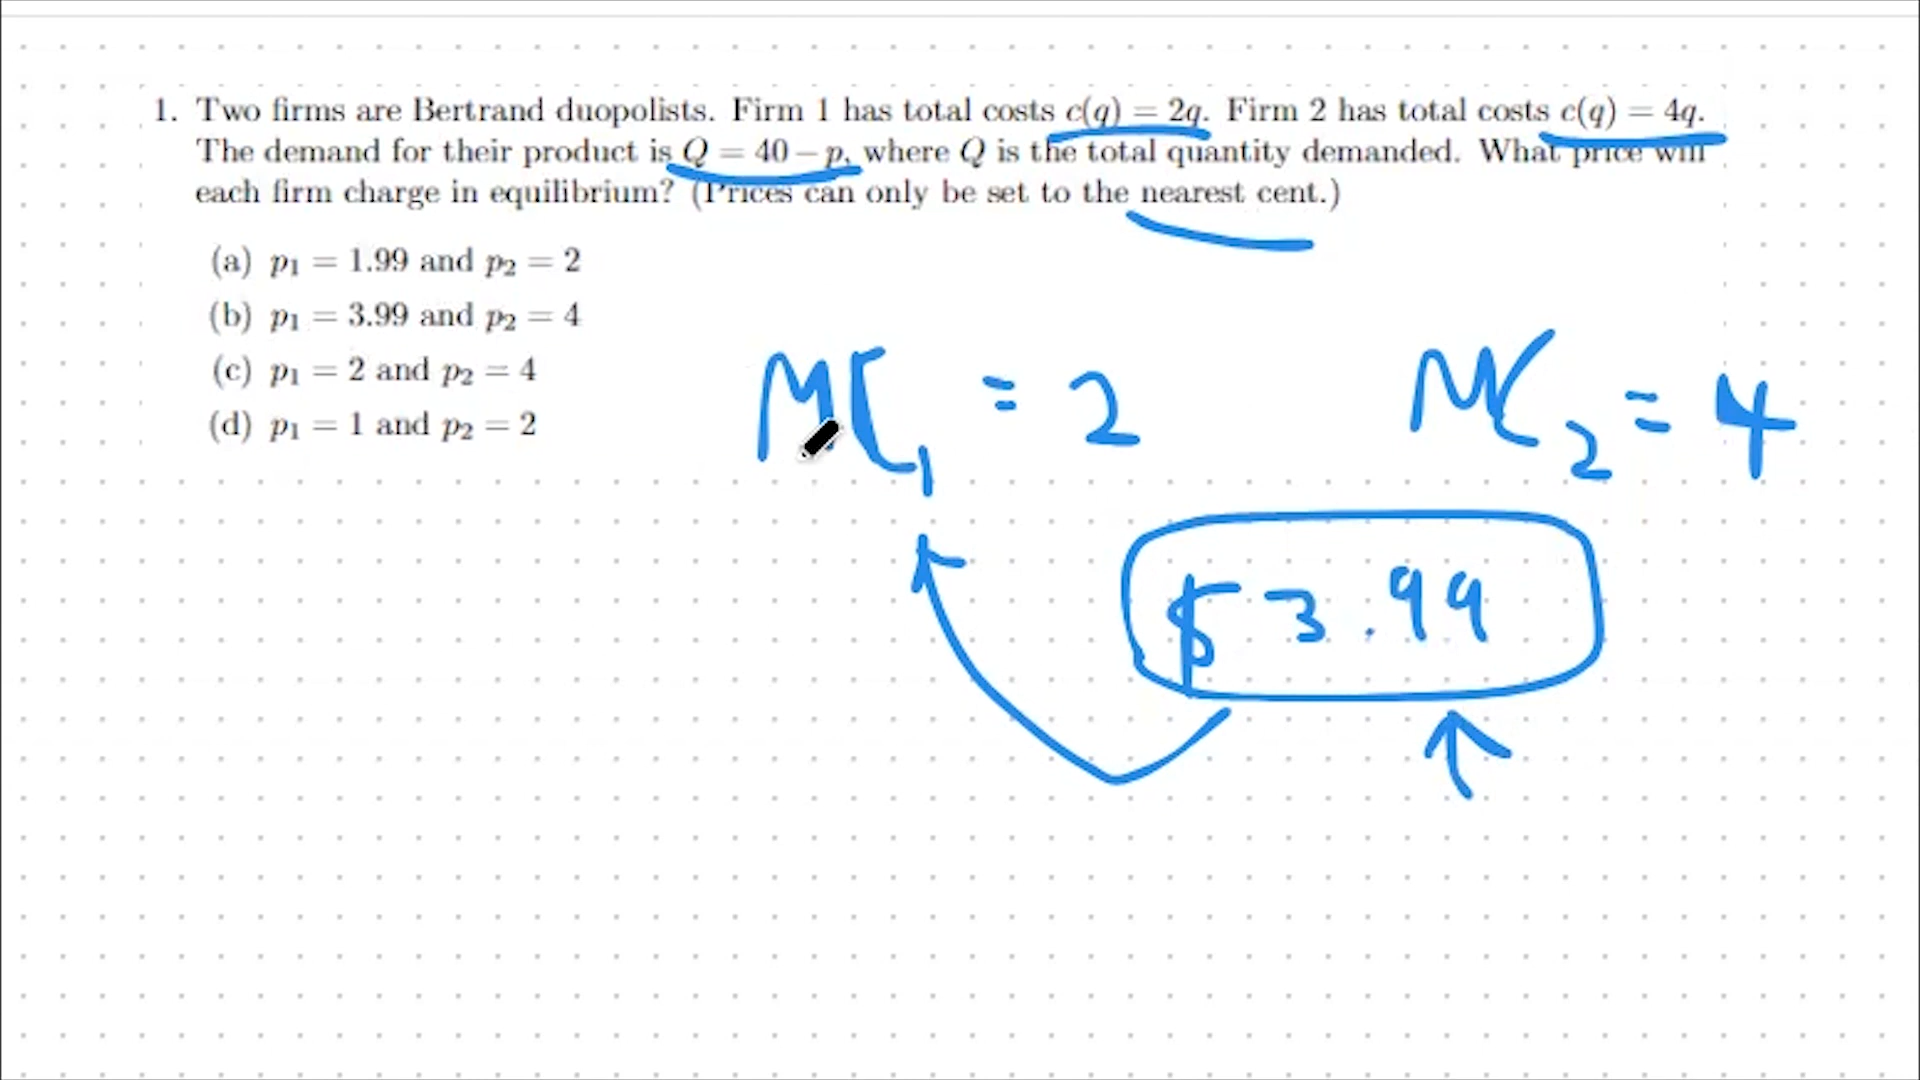 1. Two firms are Bertrand duopolists. Firm 1 has total costs c(q) = 2q. Firm 2 has total costs c(q) = 4q.
The demand for their product is Q = 40 − p, where Q is the total quantity demanded. What price will
each firm charge in equilibrium? (Prices can only be set to the nearest cent.)
(a) p₁ = 1.99 and p₂ = 2
(b) p₁ = 3.99 and p₂ = 4
(c) p₁ = 2 and p₂ = 4
(d) p₁ = 1 and p₂ = 2
MC₁ = 2
MC₂ = 4
$3.99